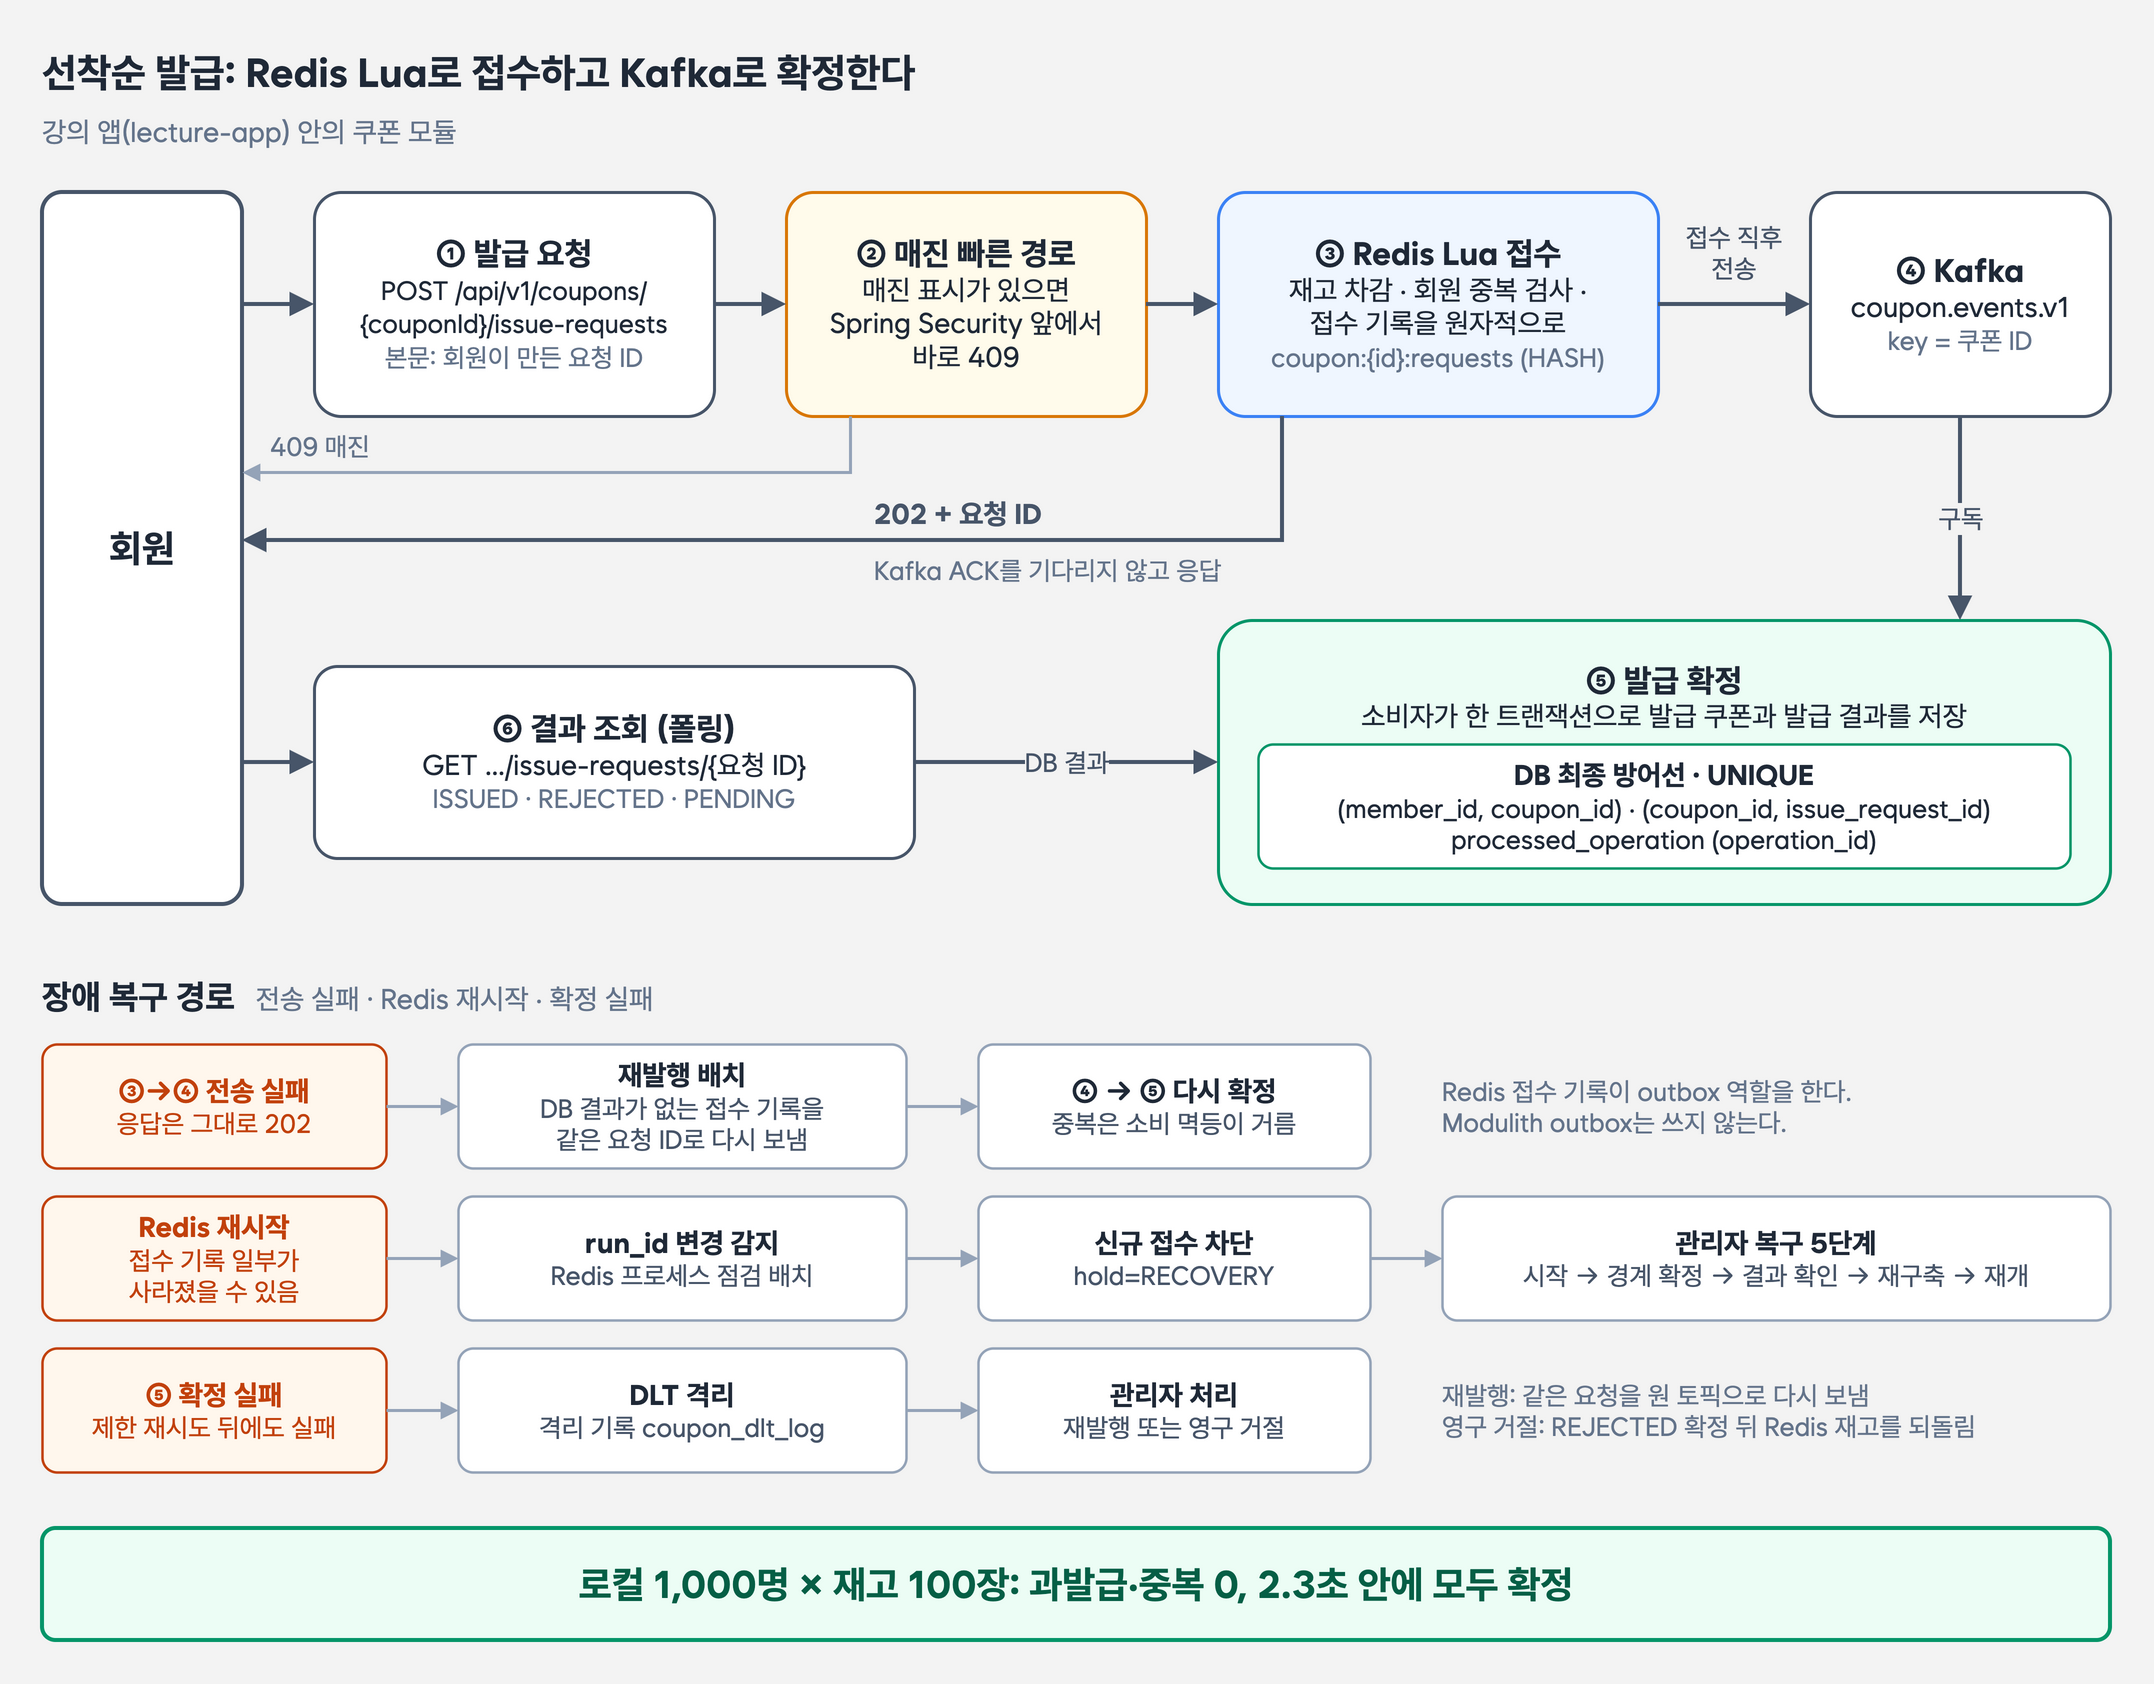 선착순 발급: Redis Lua로 접수하고 Kafka로 확정한다
강의 앱(lecture-app) 안의 쿠폰 모듈
회원
① 발급 요청
POST /api/v1/coupons/
{couponId}/issue-requests
본문: 회원이 만든 요청 ID
② 매진 빠른 경로
매진 표시가 있으면
Spring Security 앞에서
바로 409
③ Redis Lua 접수
재고 차감 · 회원 중복 검사 ·
접수 기록을 원자적으로
coupon:{id}:requests (HASH)
접수 직후
전송
④ Kafka
coupon.events.v1
key = 쿠폰 ID
409 매진
202 + 요청 ID
Kafka ACK를 기다리지 않고 응답
구독
⑤ 발급 확정
소비자가 한 트랜잭션으로 발급 쿠폰과 발급 결과를 저장
DB 최종 방어선 · UNIQUE
(member_id, coupon_id) · (coupon_id, issue_request_id)
processed_operation (operation_id)
⑥ 결과 조회 (폴링)
GET .../issue-requests/{요청 ID}
ISSUED · REJECTED · PENDING
DB 결과
장애 복구 경로 전송 실패 · Redis 재시작 · 확정 실패
③→④ 전송 실패
응답은 그대로 202
재발행 배치
DB 결과가 없는 접수 기록을
같은 요청 ID로 다시 보냄
④ → ⑤ 다시 확정
중복은 소비 멱등이 거름
Redis 접수 기록이 outbox 역할을 한다.
Modulith outbox는 쓰지 않는다.
Redis 재시작
접수 기록 일부가
사라졌을 수 있음
run_id 변경 감지
Redis 프로세스 점검 배치
신규 접수 차단
hold=RECOVERY
관리자 복구 5단계
시작 → 경계 확정 → 결과 확인 → 재구축 → 재개
⑤ 확정 실패
제한 재시도 뒤에도 실패
DLT 격리
격리 기록 coupon_dlt_log
관리자 처리
재발행 또는 영구 거절
재발행: 같은 요청을 원 토픽으로 다시 보냄
영구 거절: REJECTED 확정 뒤 Redis 재고를 되돌림
로컬 1,000명 × 재고 100장: 과발급·중복 0, 2.3초 안에 모두 확정